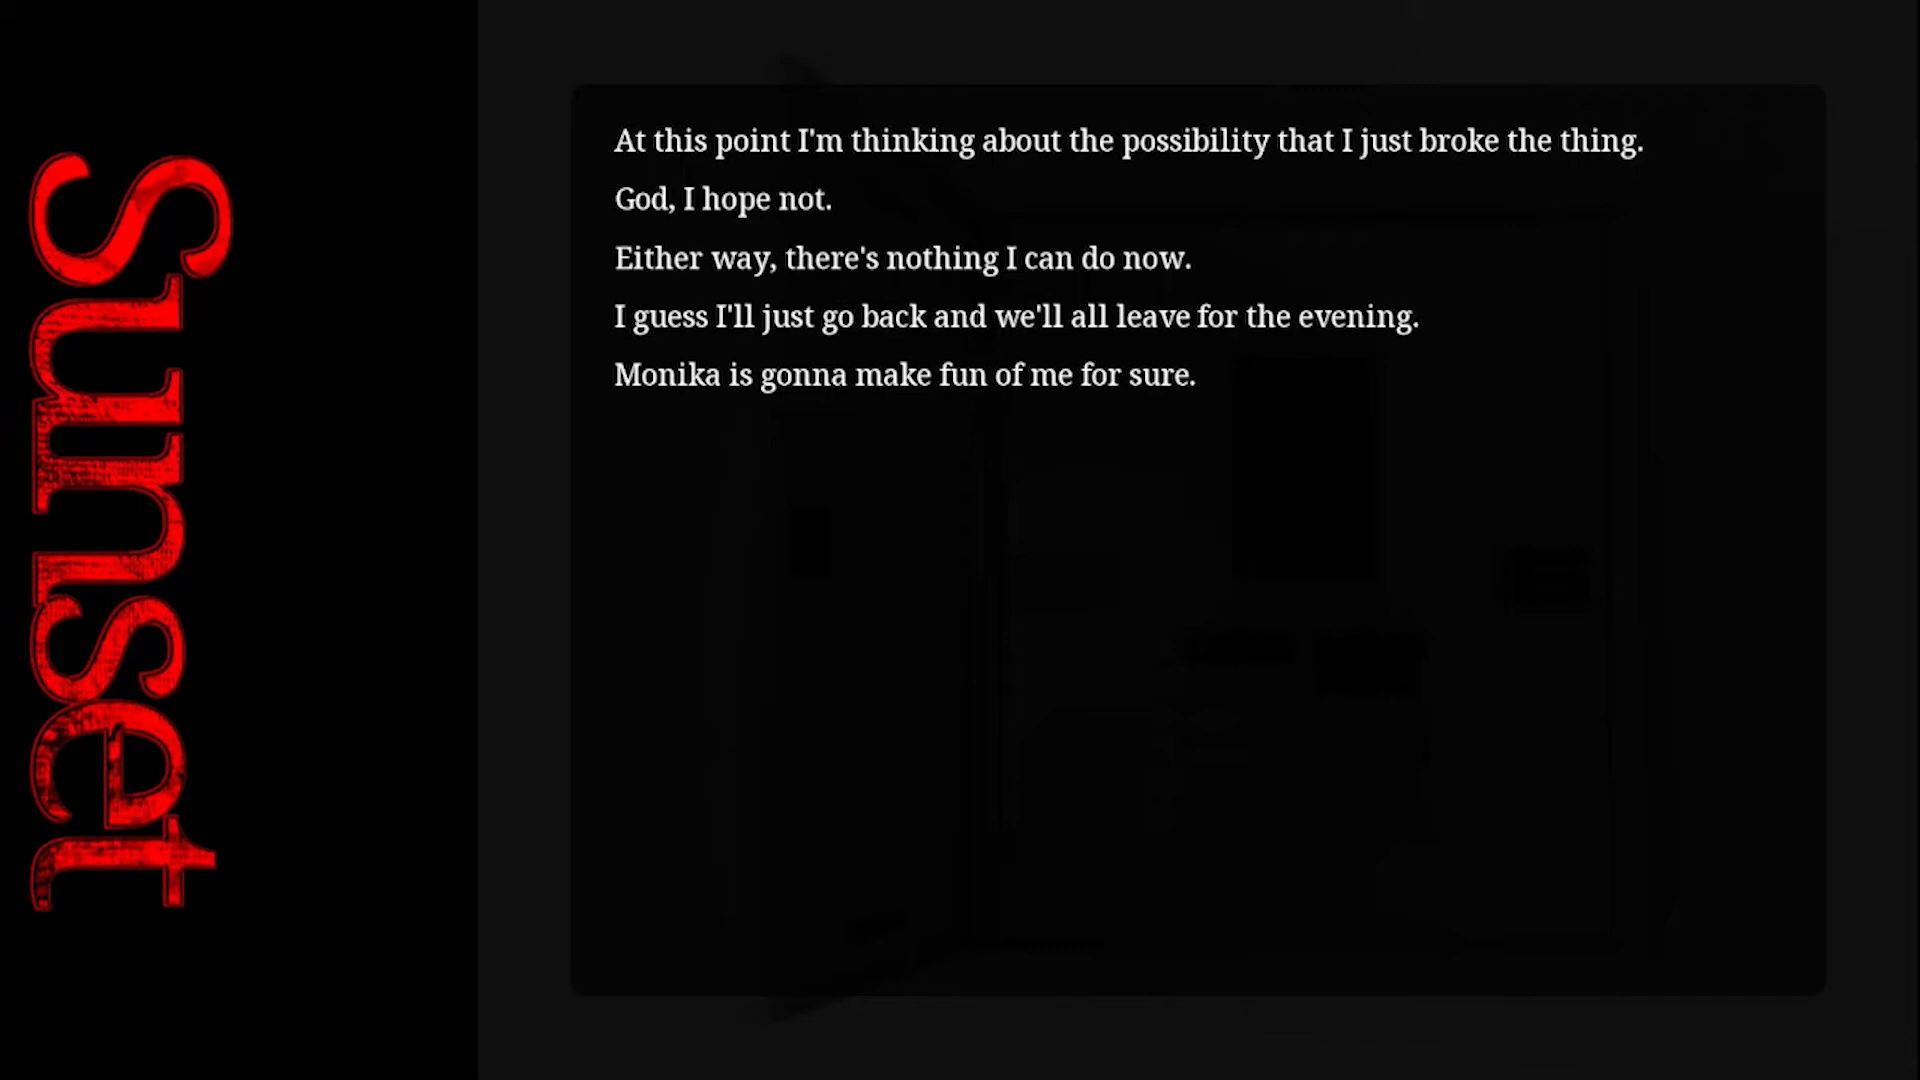 Sunset
At this point I'm thinking about the possibility that I just broke the thing.
God, I hope not.
Either way, there's nothing I can do now.
I guess I'll just go back and we'll all leave for the evening.
Monika is gonna make fun of me for sure.